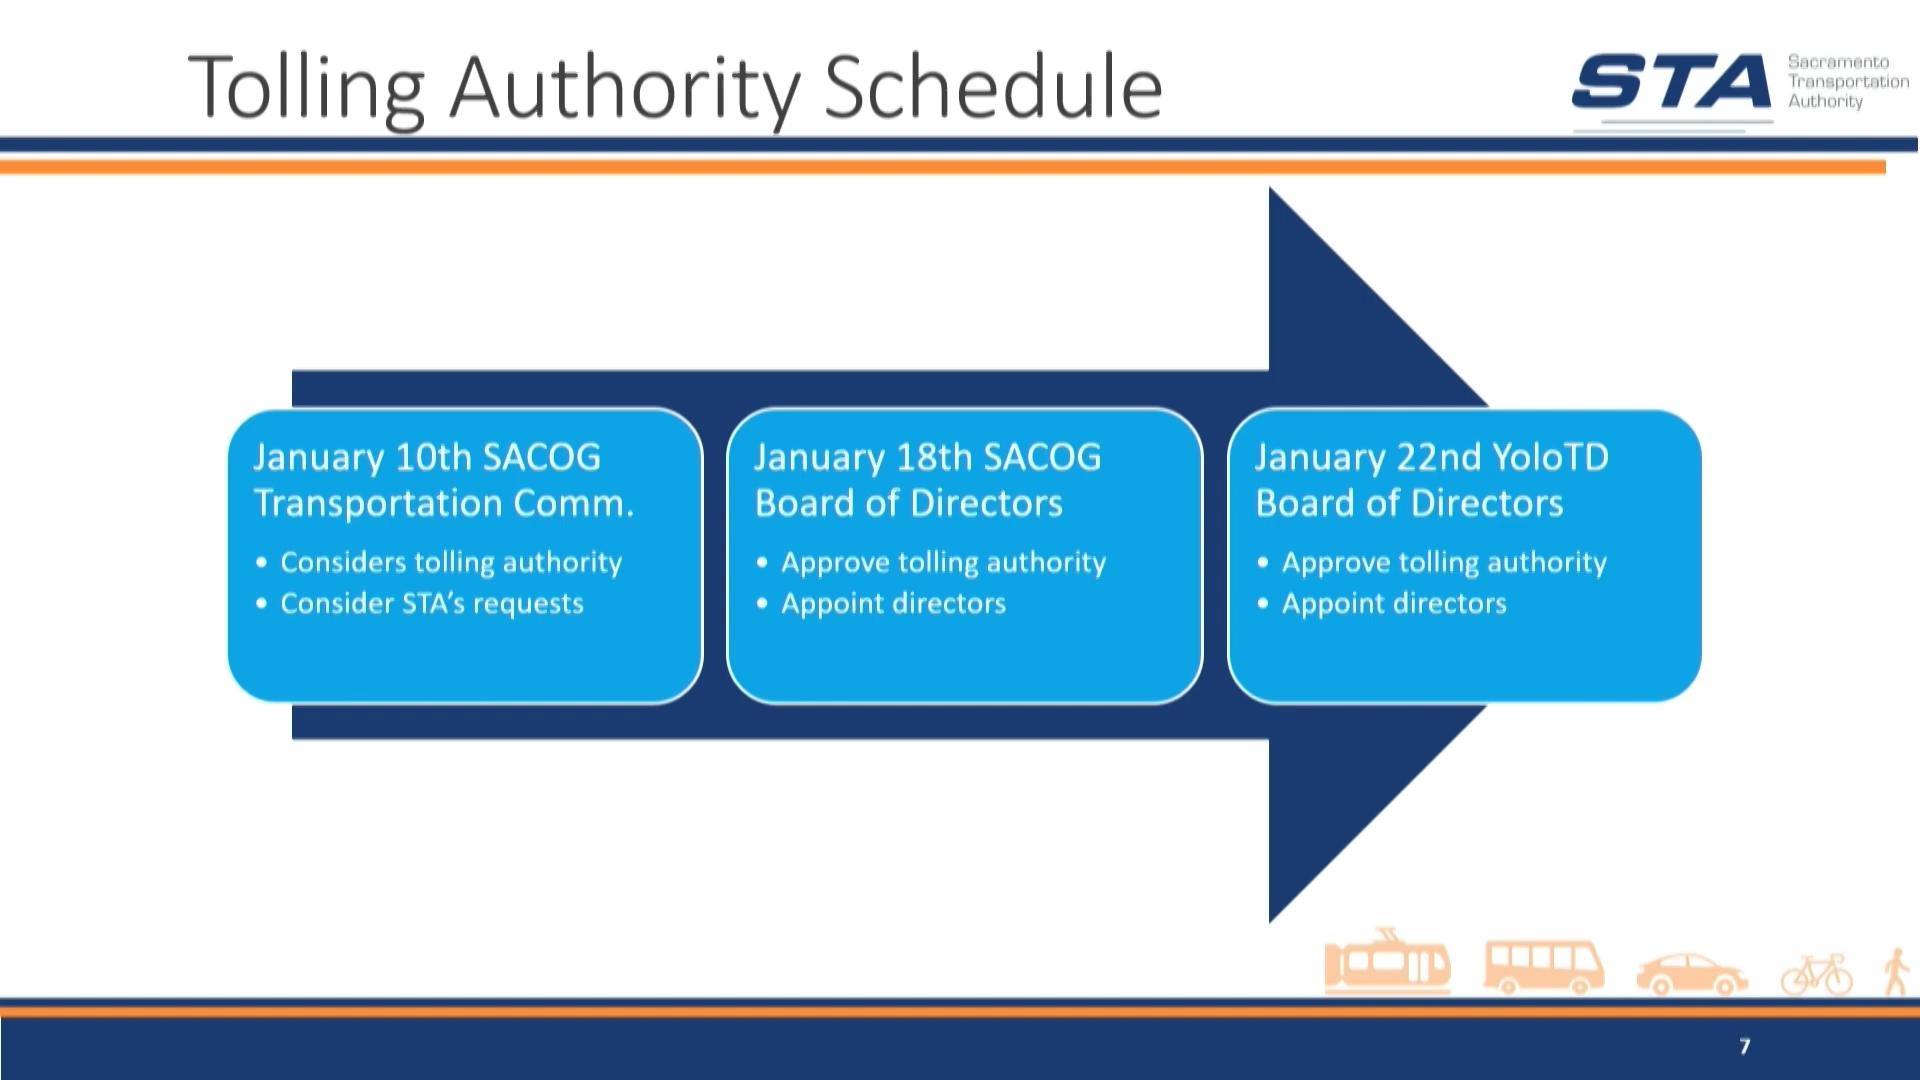 Tolling Authority Schedule
STA
Sacramento
Transportation
Authority
January 10th SACOG
Transportation Comm.
• Considers tolling authority
• Consider STA’s requests
January 18th SACOG
Board of Directors
• Approve tolling authority
• Appoint directors
January 22nd YoloTD
Board of Directors
• Approve tolling authority
• Appoint directors
7